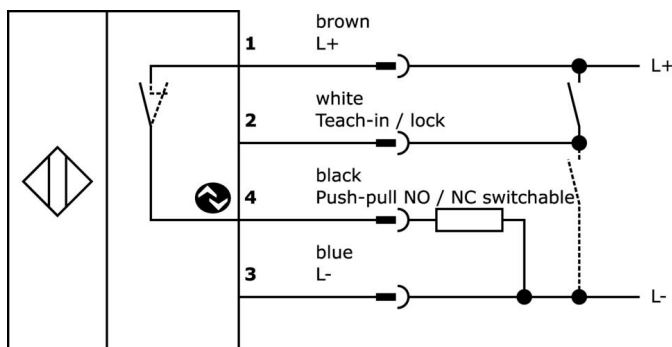 brown
1 L+ L+
white
2 Teach-in / lock
black
4 Push-pull NO / NC switchable
blue
3 L- L-